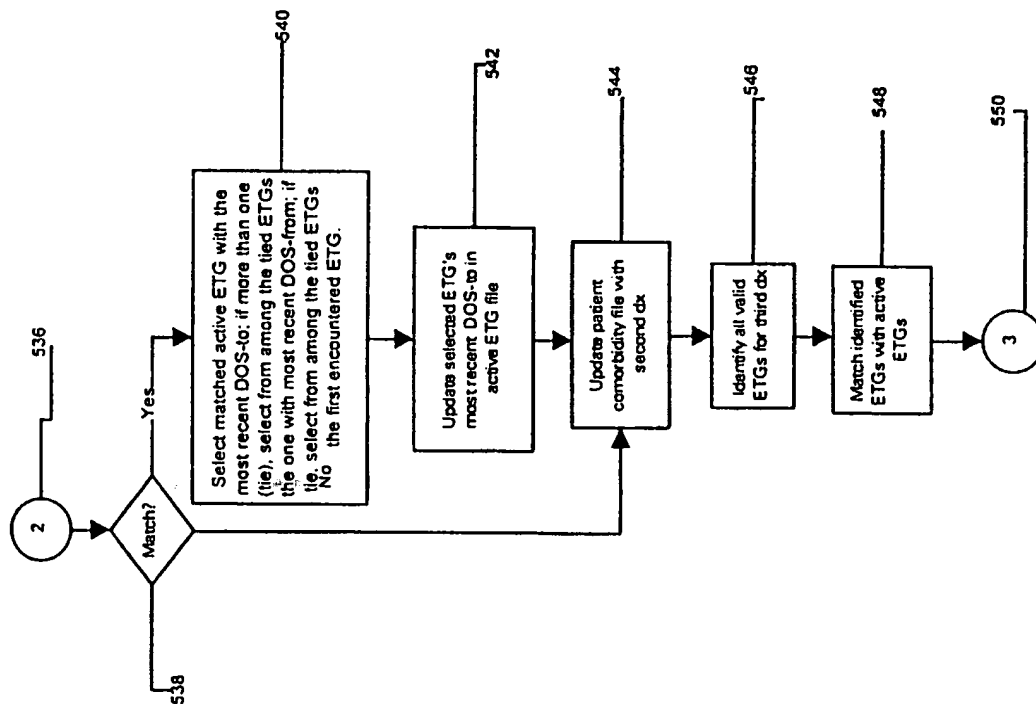 2
536
Match?
538
Yes
Select matched active ETG with the
most recent DOS-to; if more than one
(tie), select from among the tied ETGs
the one with most recent DOS-from; if
tie, select from among the tied ETGs
No the first encountered ETG.
540
Update selected ETG's
most recent DOS-to in
active ETG file
542
Update patient
comorbidity file with
second dx
544
Identify all valid
ETGs for third dx
546
Match identified
ETGs with active
ETGs
548
3
550